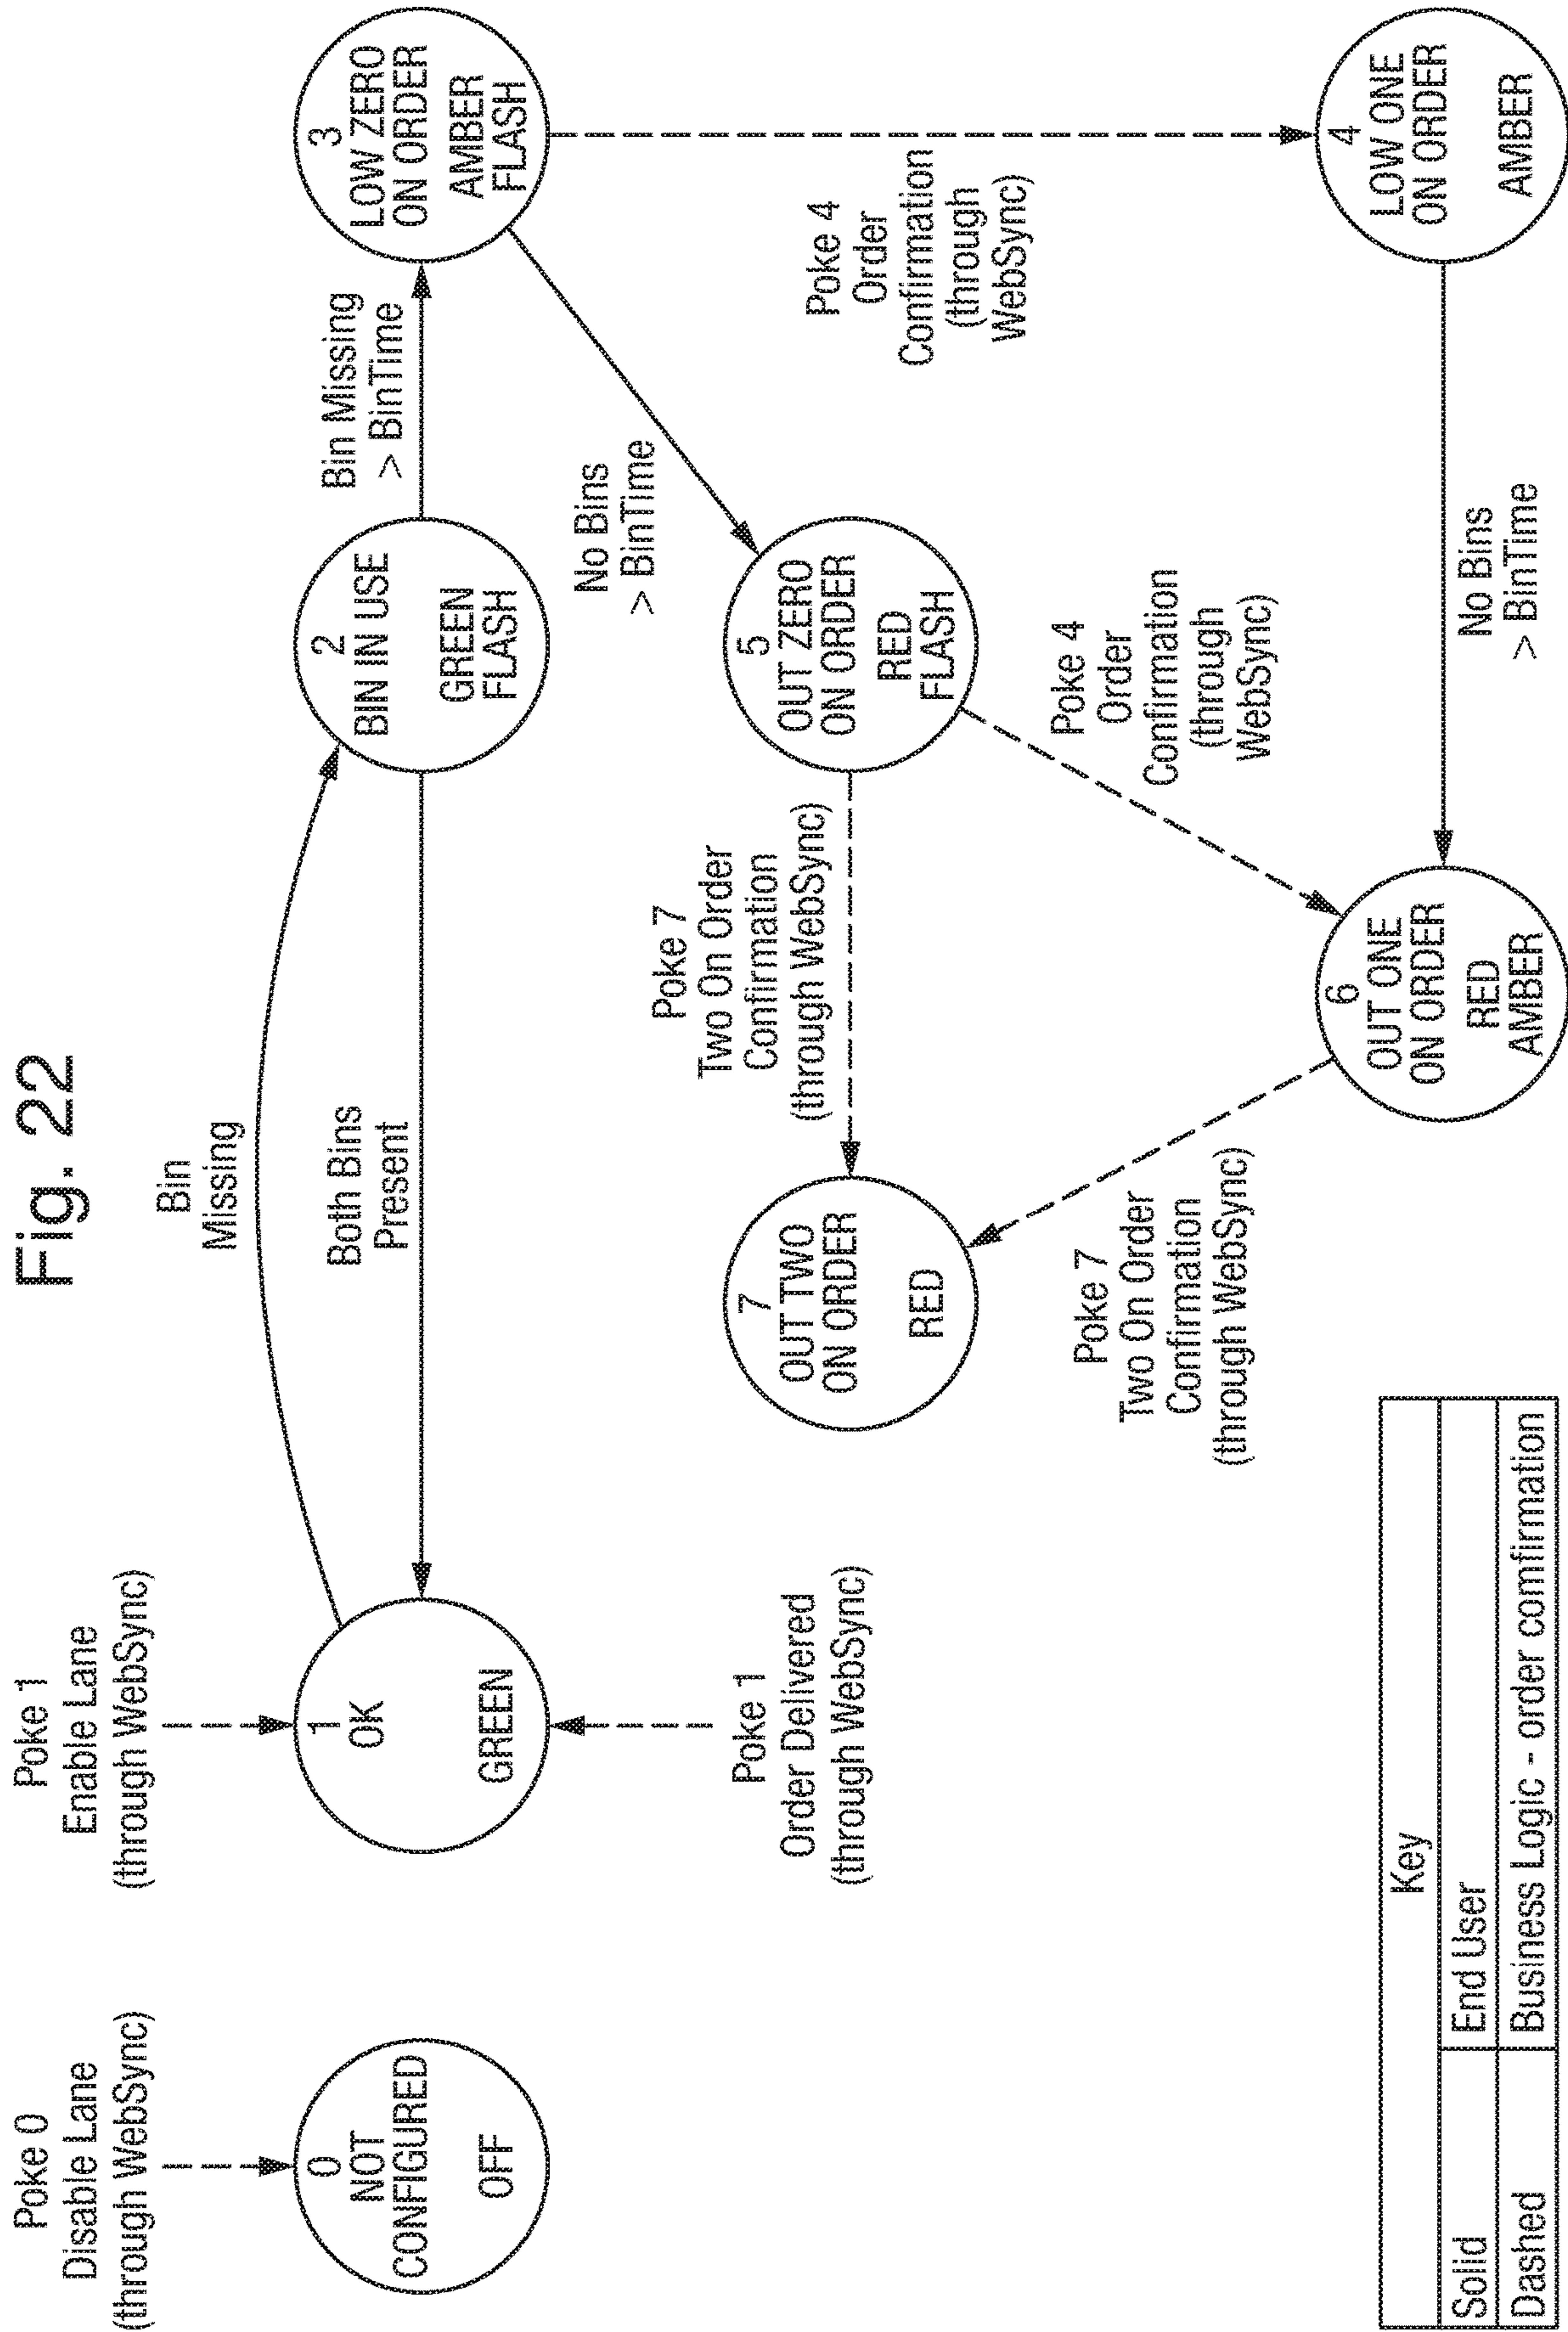 Fig. 22
Poke 0
Disable Lane
(through WebSync)
0
NOT
CONFIGURED
OFF
Poke 1
Enable Lane
(through WebSync)
1
OK
GREEN
Poke 1
Order Delivered
(through WebSync)
Bin
Missing
Both Bins
Present
2
BIN IN USE
GREEN
FLASH
Bin Missing
> BinTime
3
LOW ZERO
ON ORDER
AMBER
FLASH
No Bins
> BinTime
Poke 4
Order
Confirmation
(through
WebSync)
7
OUT TWO
ON ORDER
RED
Poke 7
Two On Order
Confirmation
(through WebSync)
5
OUT ZERO
ON ORDER
RED
FLASH
Poke 4
Order
Confirmation
(through
WebSync)
Poke 7
Two On Order
Confirmation
(through WebSync)
6
OUT ONE
ON ORDER
RED
AMBER
No Bins
> BinTime
4
LOW ONE
ON ORDER
AMBER
Key
Solid End User
Dashed Business Logic - order comfirmation